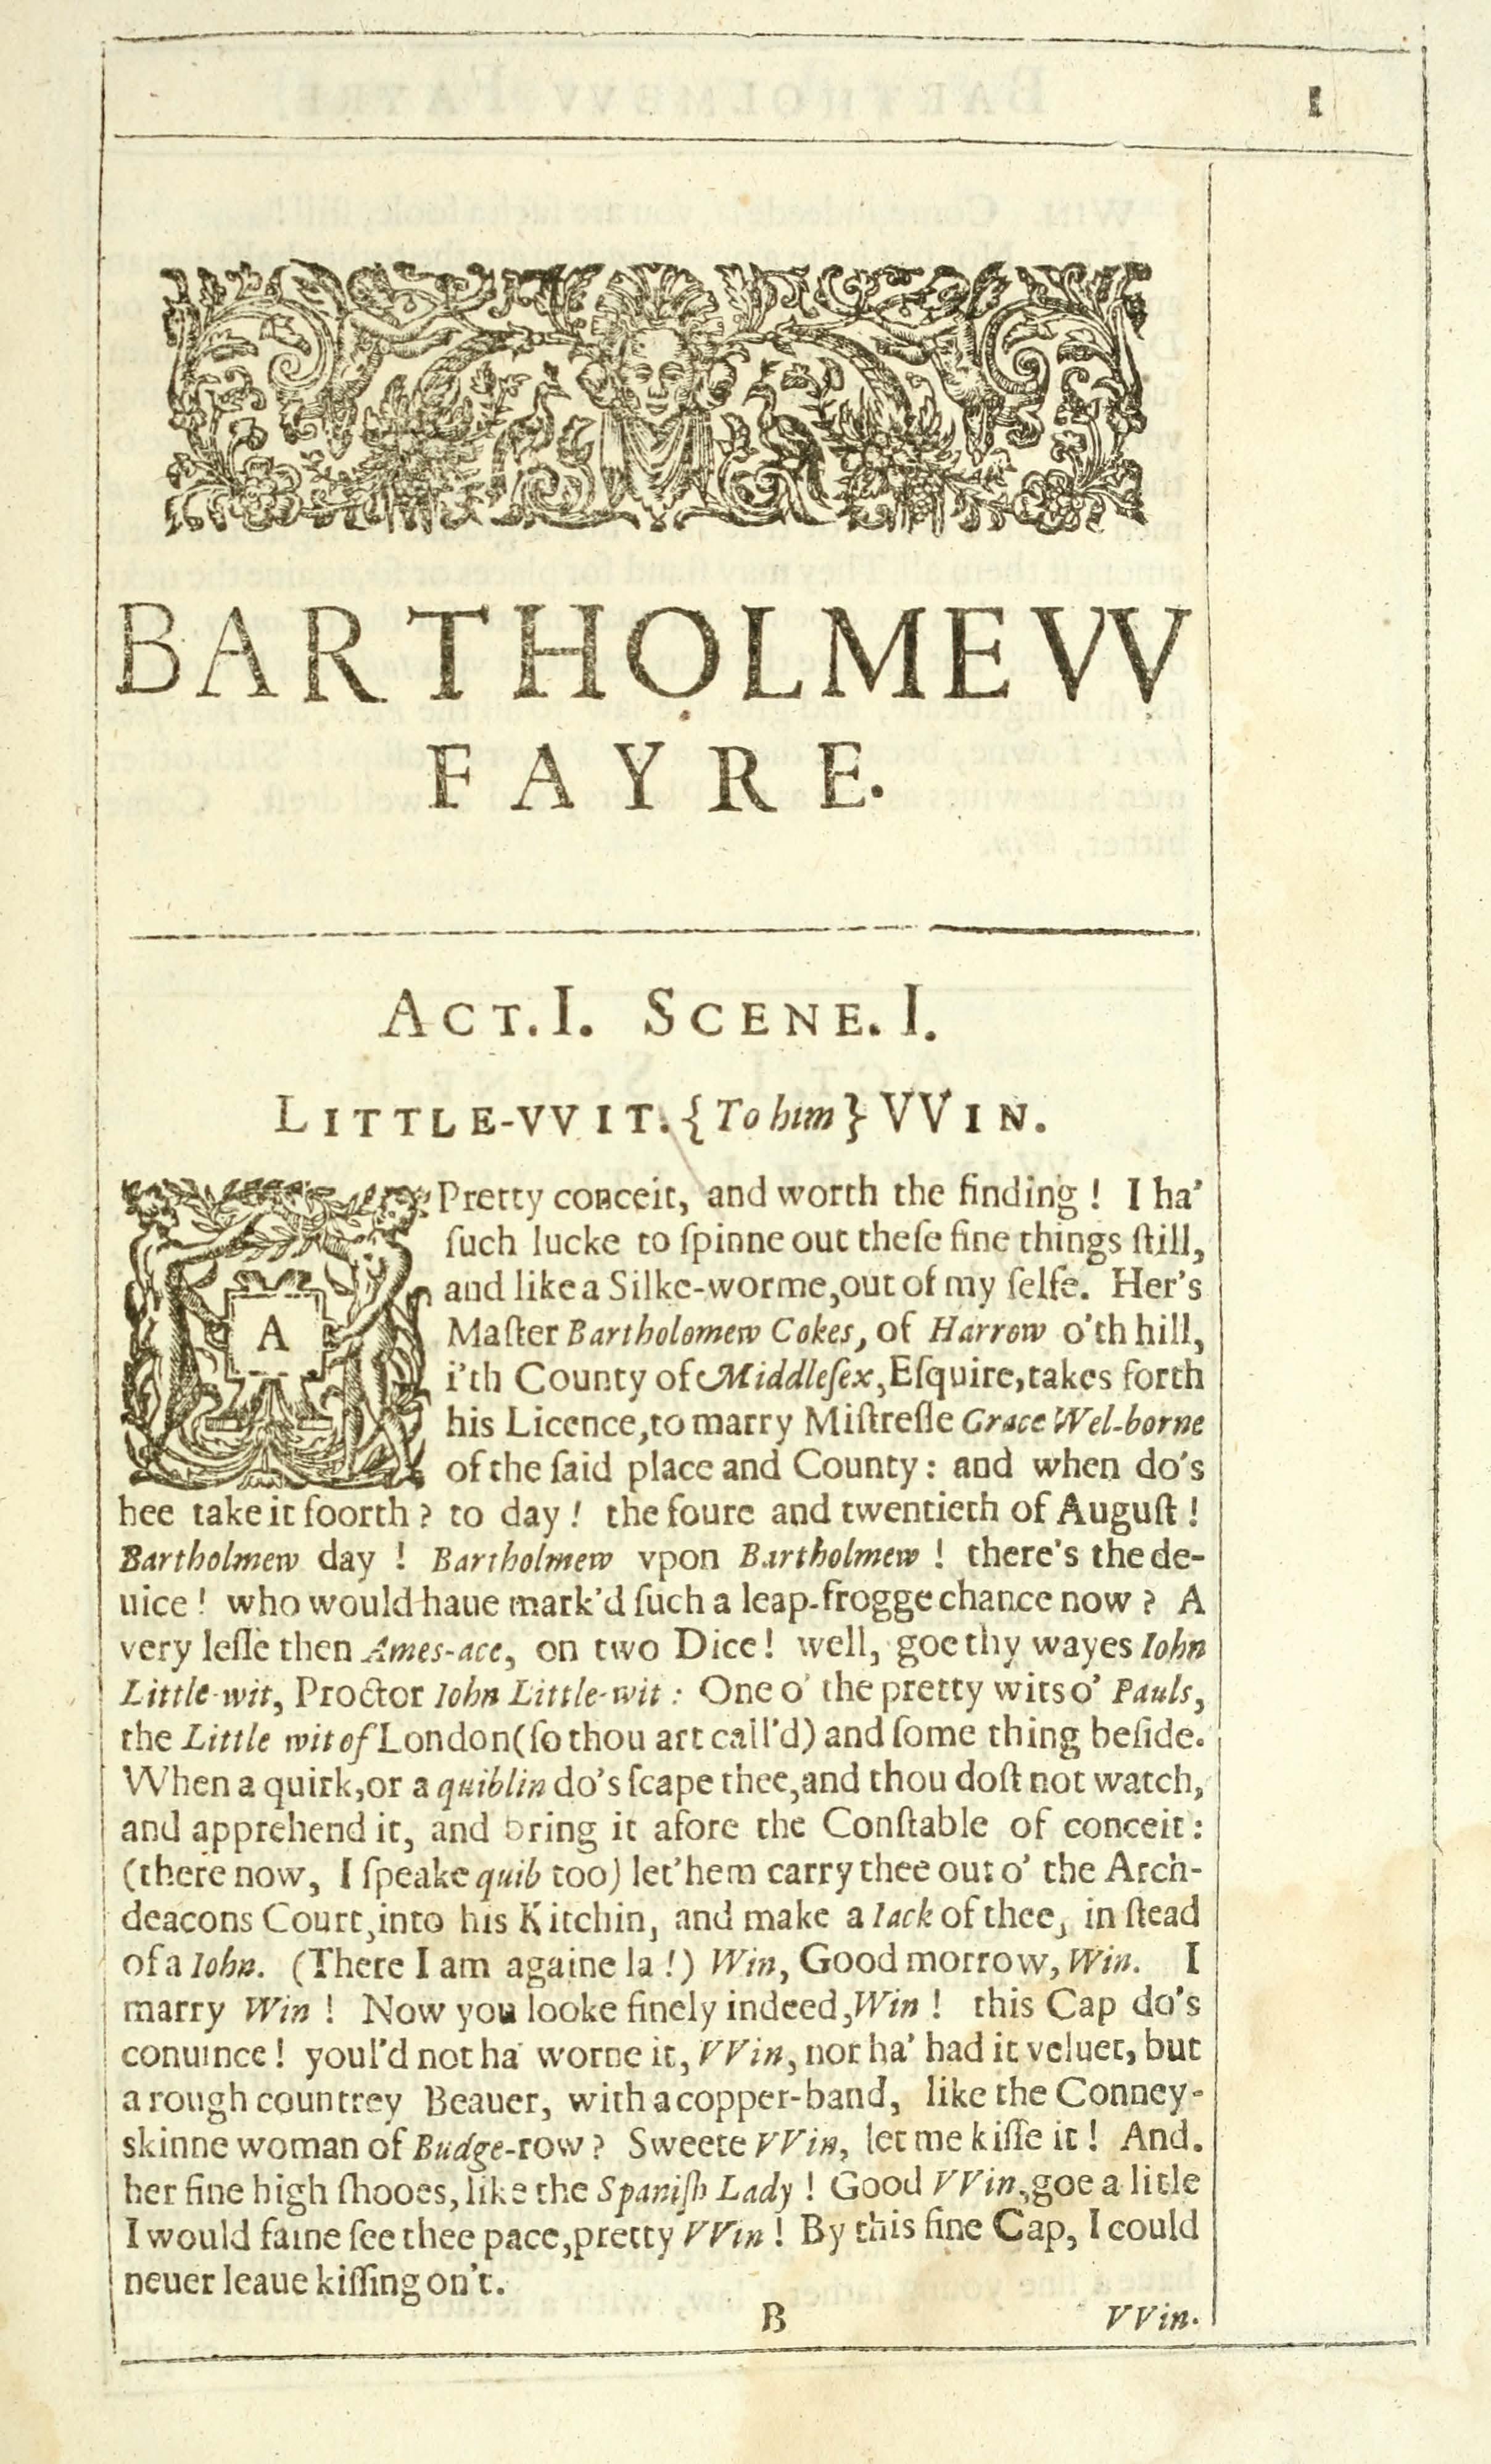 1
BARTHOLMEVV
FAYRE.
ACT. I. SCENE. I.
LITTLE-VVIT. {To him} VVIN.
A Pretty conceit, and worth the finding ! I ha'
ſuch lucke to ſpinne out theſe fine things ſtill,
and like a Silke-worme, out of my ſelfe. Her's
Maſter Bartholomew Cokes, of Harrow o'th hill,
i'th County of Middleſex, Eſquire, takes forth
his Licence, to marry Miſtreſſe Grace Wel-borne
of the ſaid place and County : and when do's
hee take it foorth ? to day ! the foure and twentieth of Auguſt !
Bartholmew day ! Bartholmew vpon Bartholmew ! there's the de-
uice ! who would haue mark'd ſuch a leap-frogge chance now ? A
very leſſe then Ames-ace, on two Dice ! well, goe thy wayes Iohn
Little-wit, Proctor Iohn Little-wit : One o' the pretty wits o' Pauls,
the Little wit of London (ſo thou art call'd) and ſome thing beſide.
When a quirk, or a quiblin do's ſcape thee, and thou doſt not watch,
and apprehend it, and bring it afore the Conſtable of conceit :
(there now, I ſpeake quib too) let'hem carry thee out o' the Arch-
deacons Court, into his Kitchin, and make a Iack of thee, in ſtead
of a Iohn. (There I am againe la !) Win, Good morrow, Win. I
marry Win ! Now you looke finely indeed, Win ! this Cap do's
conuince ! youl'd not ha' worne it, VVin, nor ha' had it veluet, but
a rough countrey Beauer, with a copper-band, like the Conney-
skinne woman of Budge-row ? Sweete VVin, let me kiſſe it ! And.
her fine high ſhooes, like the Spaniſh Lady ! Good VVin, goe a litle
I would faine ſee thee pace, pretty VVin ! By this fine Cap, I could
neuer leaue kiſſing on't.
B VVin.